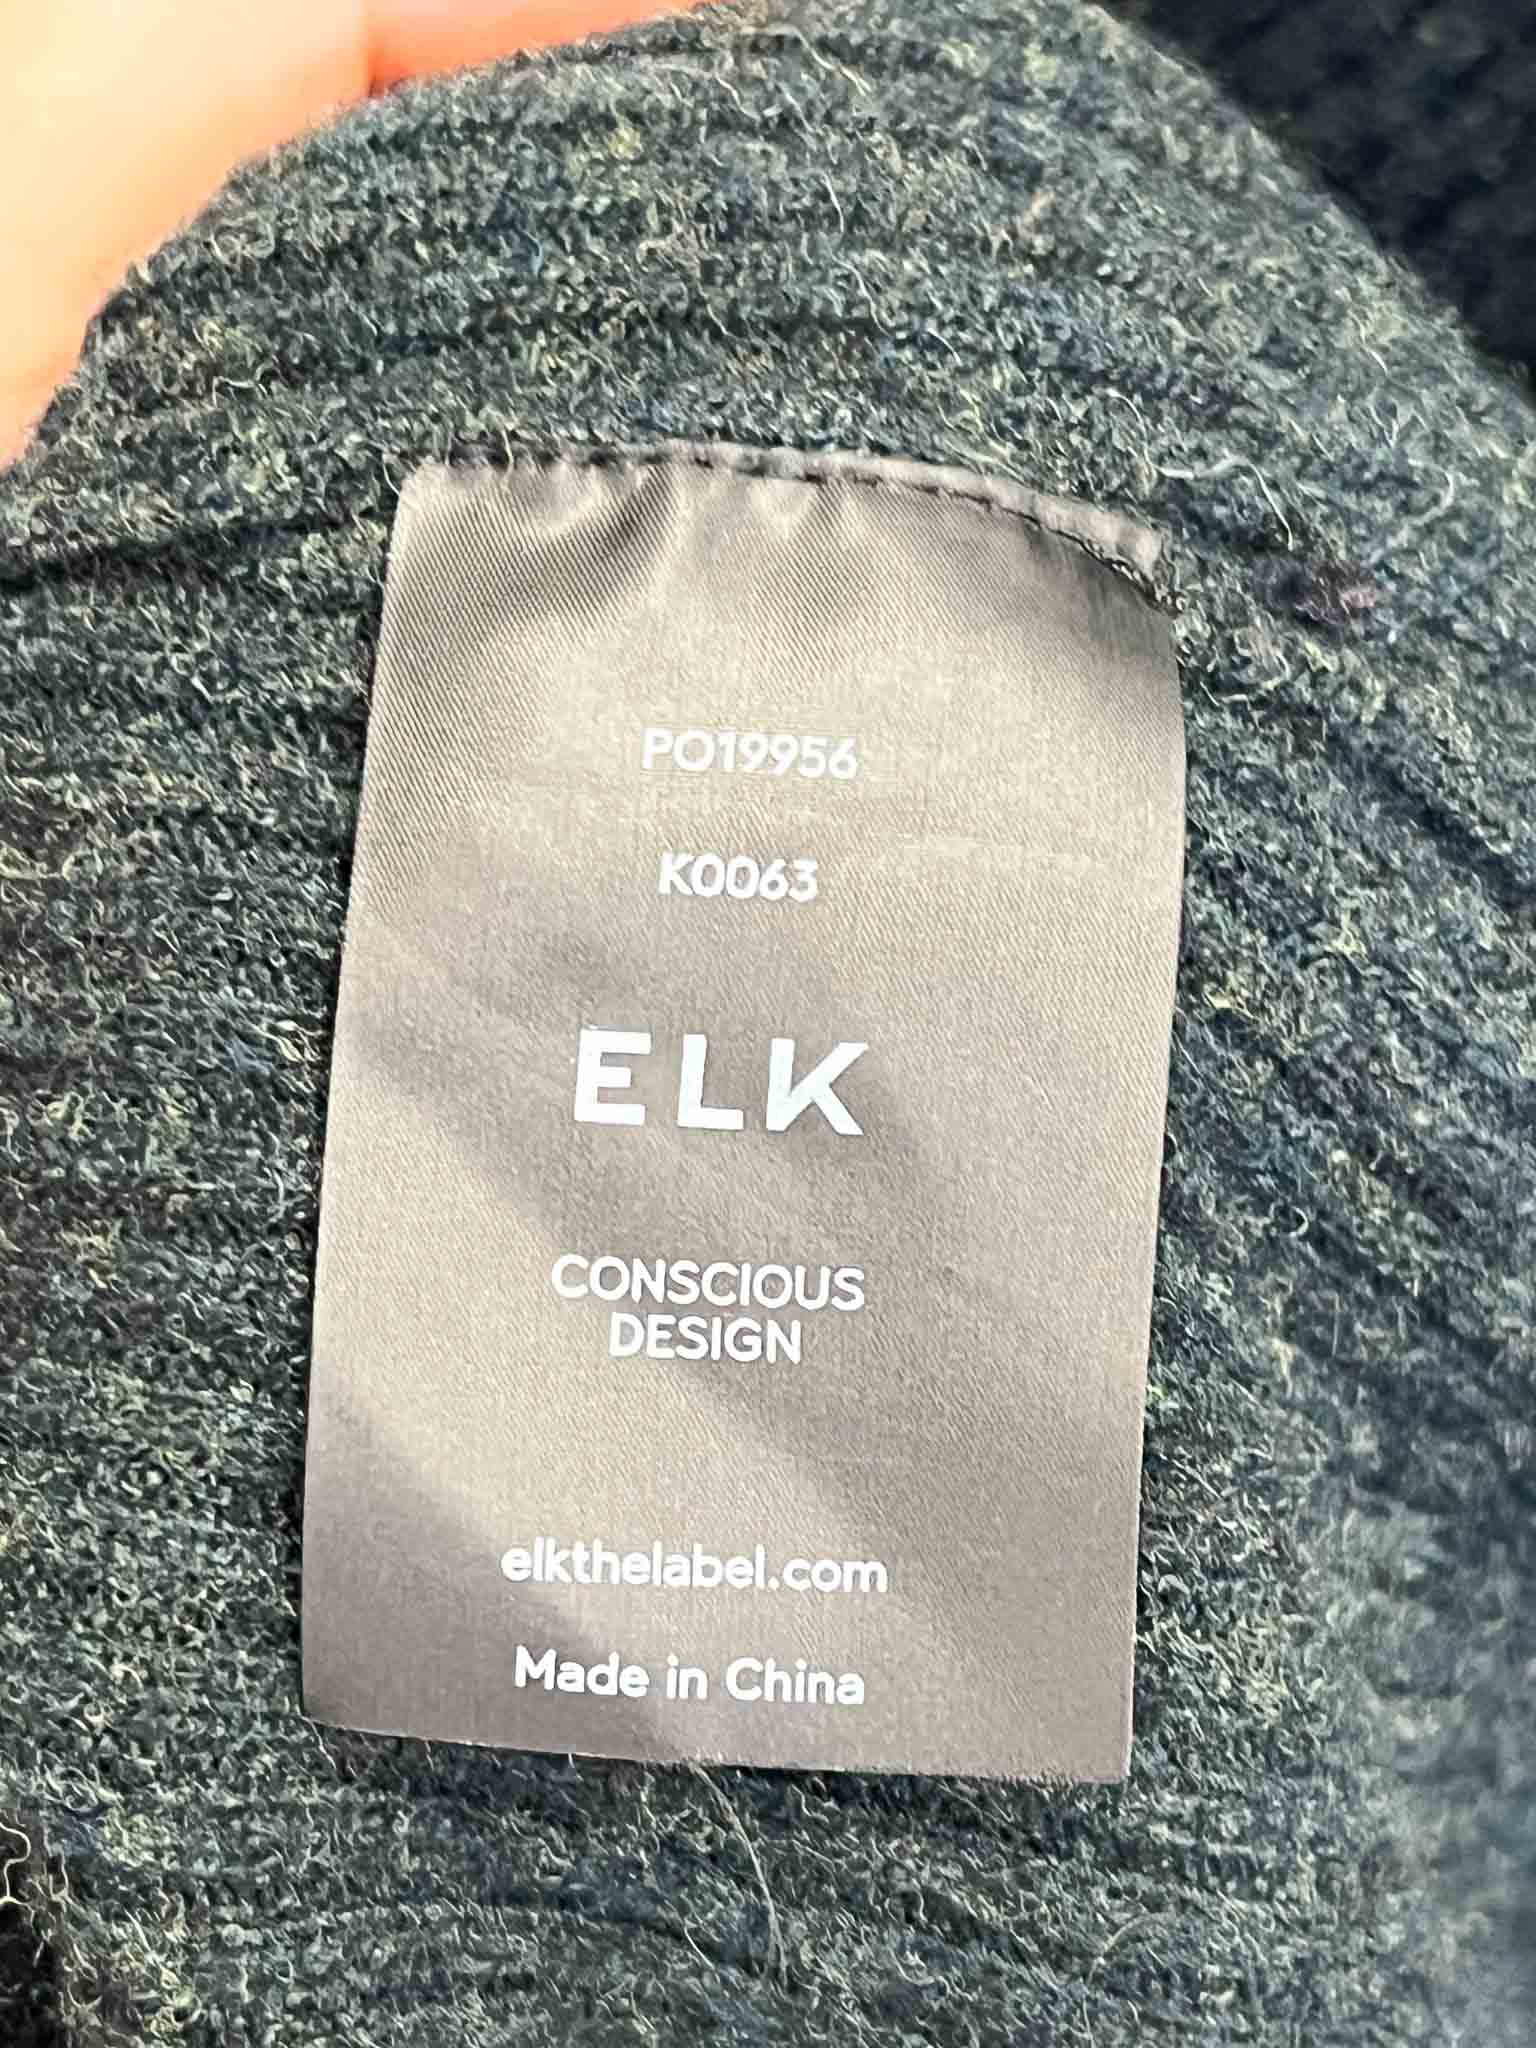 PO19956
K0063
ELK
CONSCIOUS
DESIGN
elkthelabel.com
Made in China